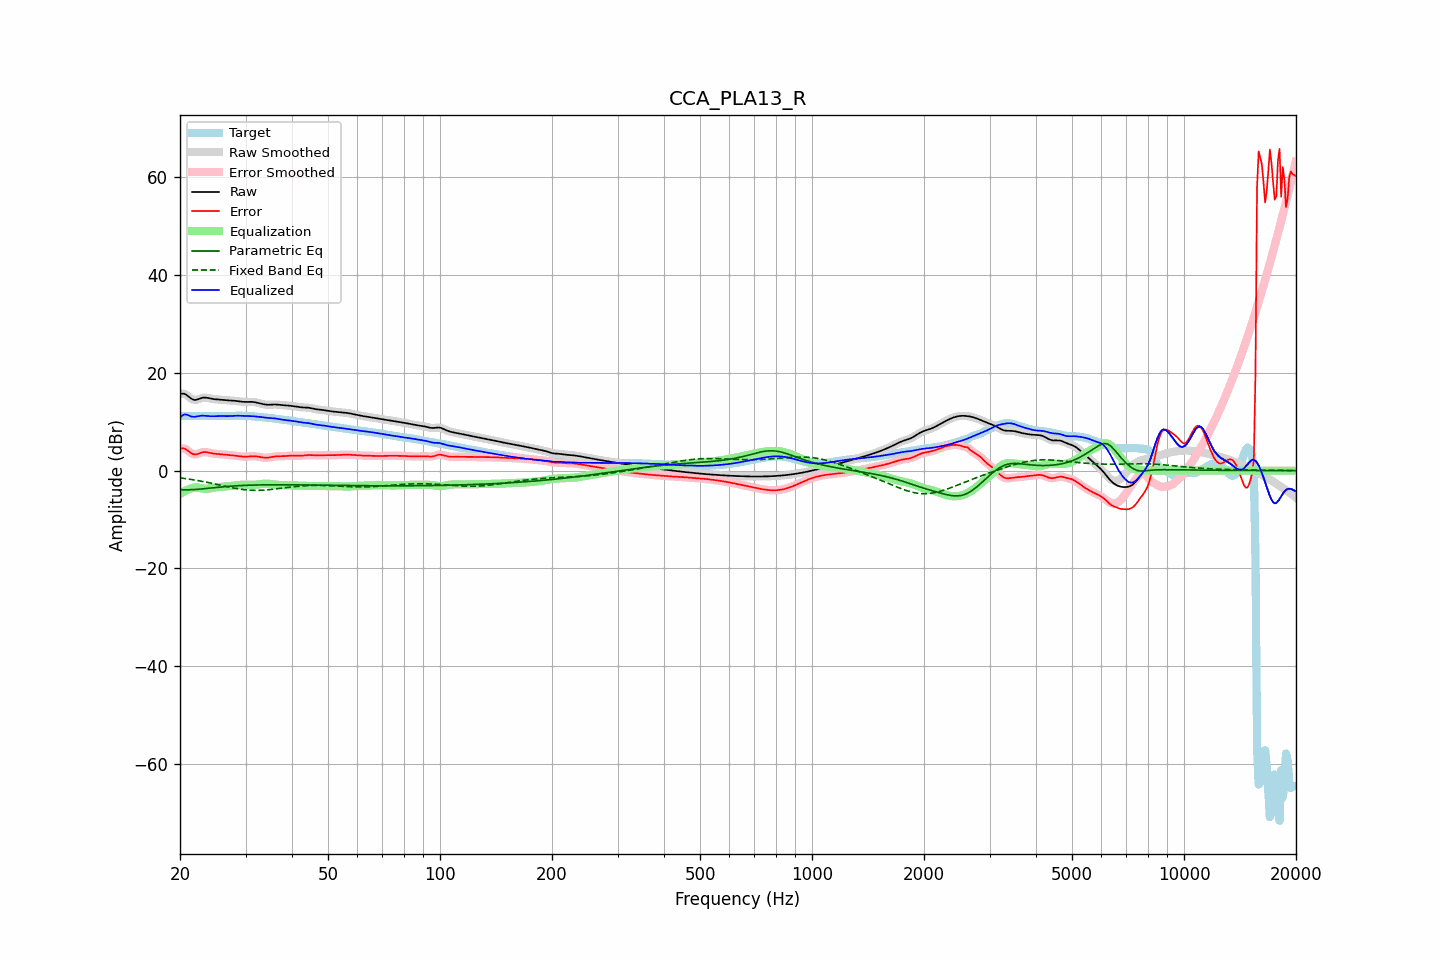 CCA_PLA13_R
Target
Raw Smoothed
Error Smoothed
Raw
Error
Equalization
Parametric Eq
Fixed Band Eq
Equalized
60
40
20
0
−20
−40
−60
Amplitude (dBr)
20 50 100 200 500 1000 2000 5000 10000 20000
Frequency (Hz)